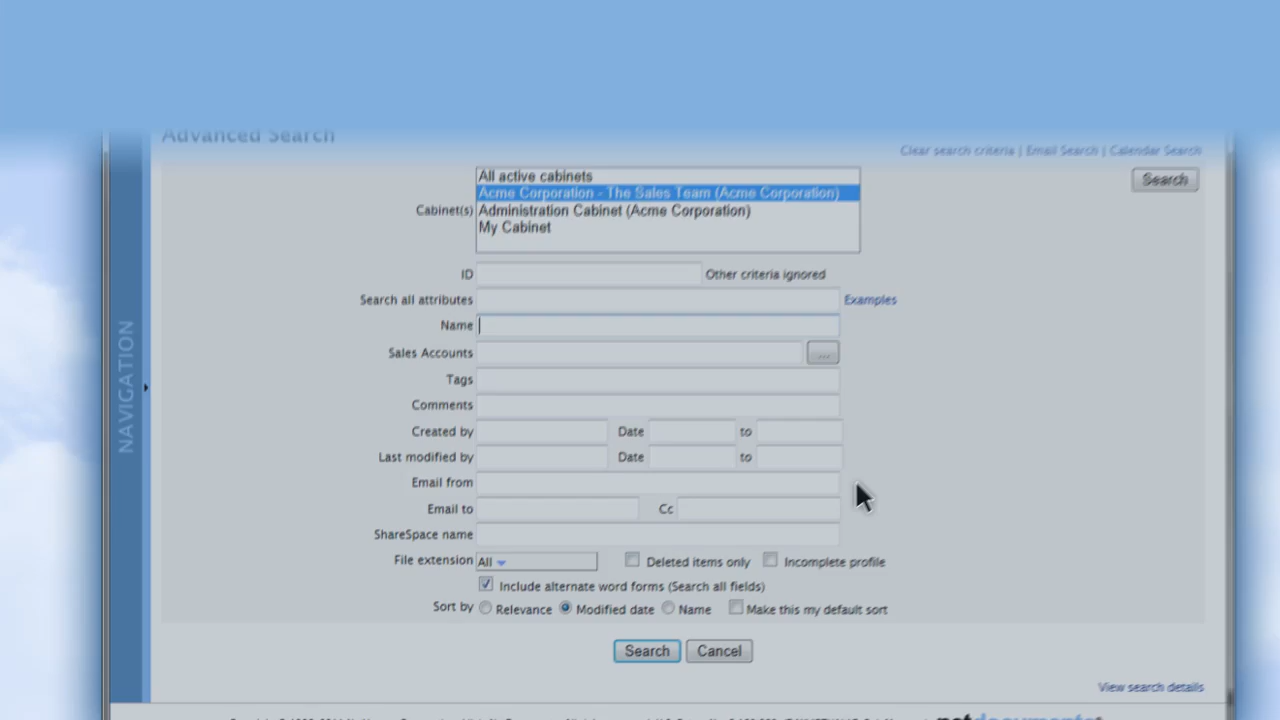 Advanced Search
Clear search criteria | Email Search | Calendar Search
All active cabinets
Search
Acme Corporation - The Sales Team (Acme Corporation)
Cabinet(s)
Administration Cabinet (Acme Corporation)
My Cabinet
ID
Other criteria ignored
Search all attributes
Examples
Name
Sales Accounts
...
Tags
Comments
Created by
Date
to
Last modified by
Date
to
Email from
Email to
Cc
ShareSpace name
File extension
All
Deleted items only
Incomplete profile
Include alternate word forms (Search all fields)
Sort by
Relevance
Modified date
Name
Make this my default sort
Search
Cancel
View search details
NAVIGATION